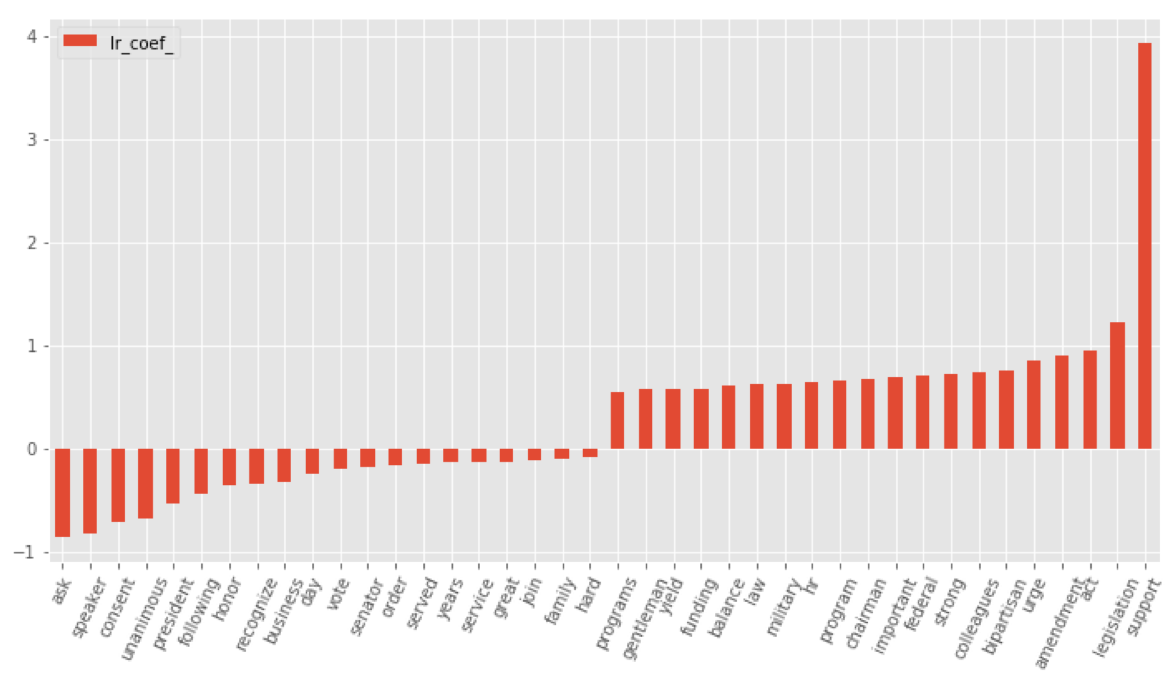 4
3
2
1
0
−1
lr_coef_
ask
speaker
consent
unanimous
president
following
honor
recognize
business
day
vote
senator
order
served
years
service
great
join
family
hard
programs
gentleman
yield
funding
balance
law
military
hr
program
chairman
important
federal
strong
colleagues
bipartisan
urge
amendment
act
legislation
support